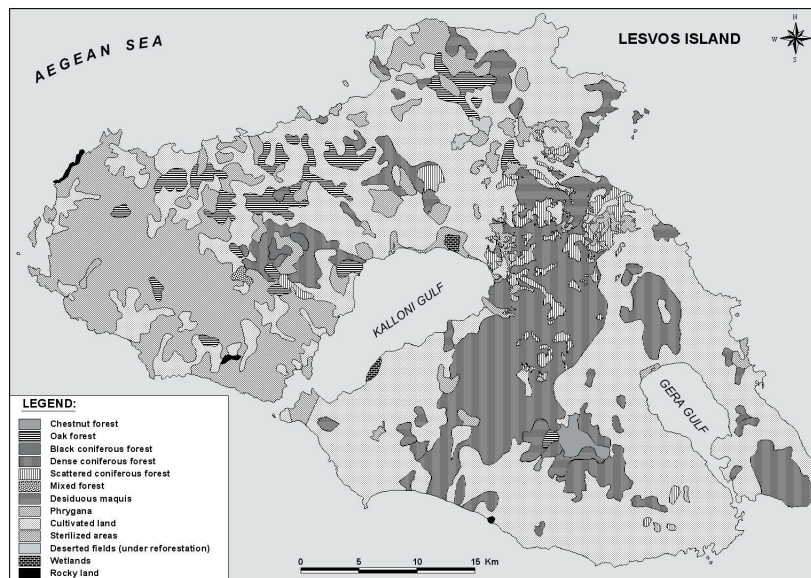 LESVOS ISLAND
N
W
E
S
AEGEAN SEA
KALLONI GULF
GERA GULF
LEGEND:
Chestnut forest
Oak forest
Black coniferous forest
Dense coniferous forest
Scattered coniferous forest
Mixed forest
Desiduous maquis
Phrygana
Cultivated land
Sterilized areas
Deserted fields (under reforestation)
Wetlands
Rocky land
0 5 10 15 Km